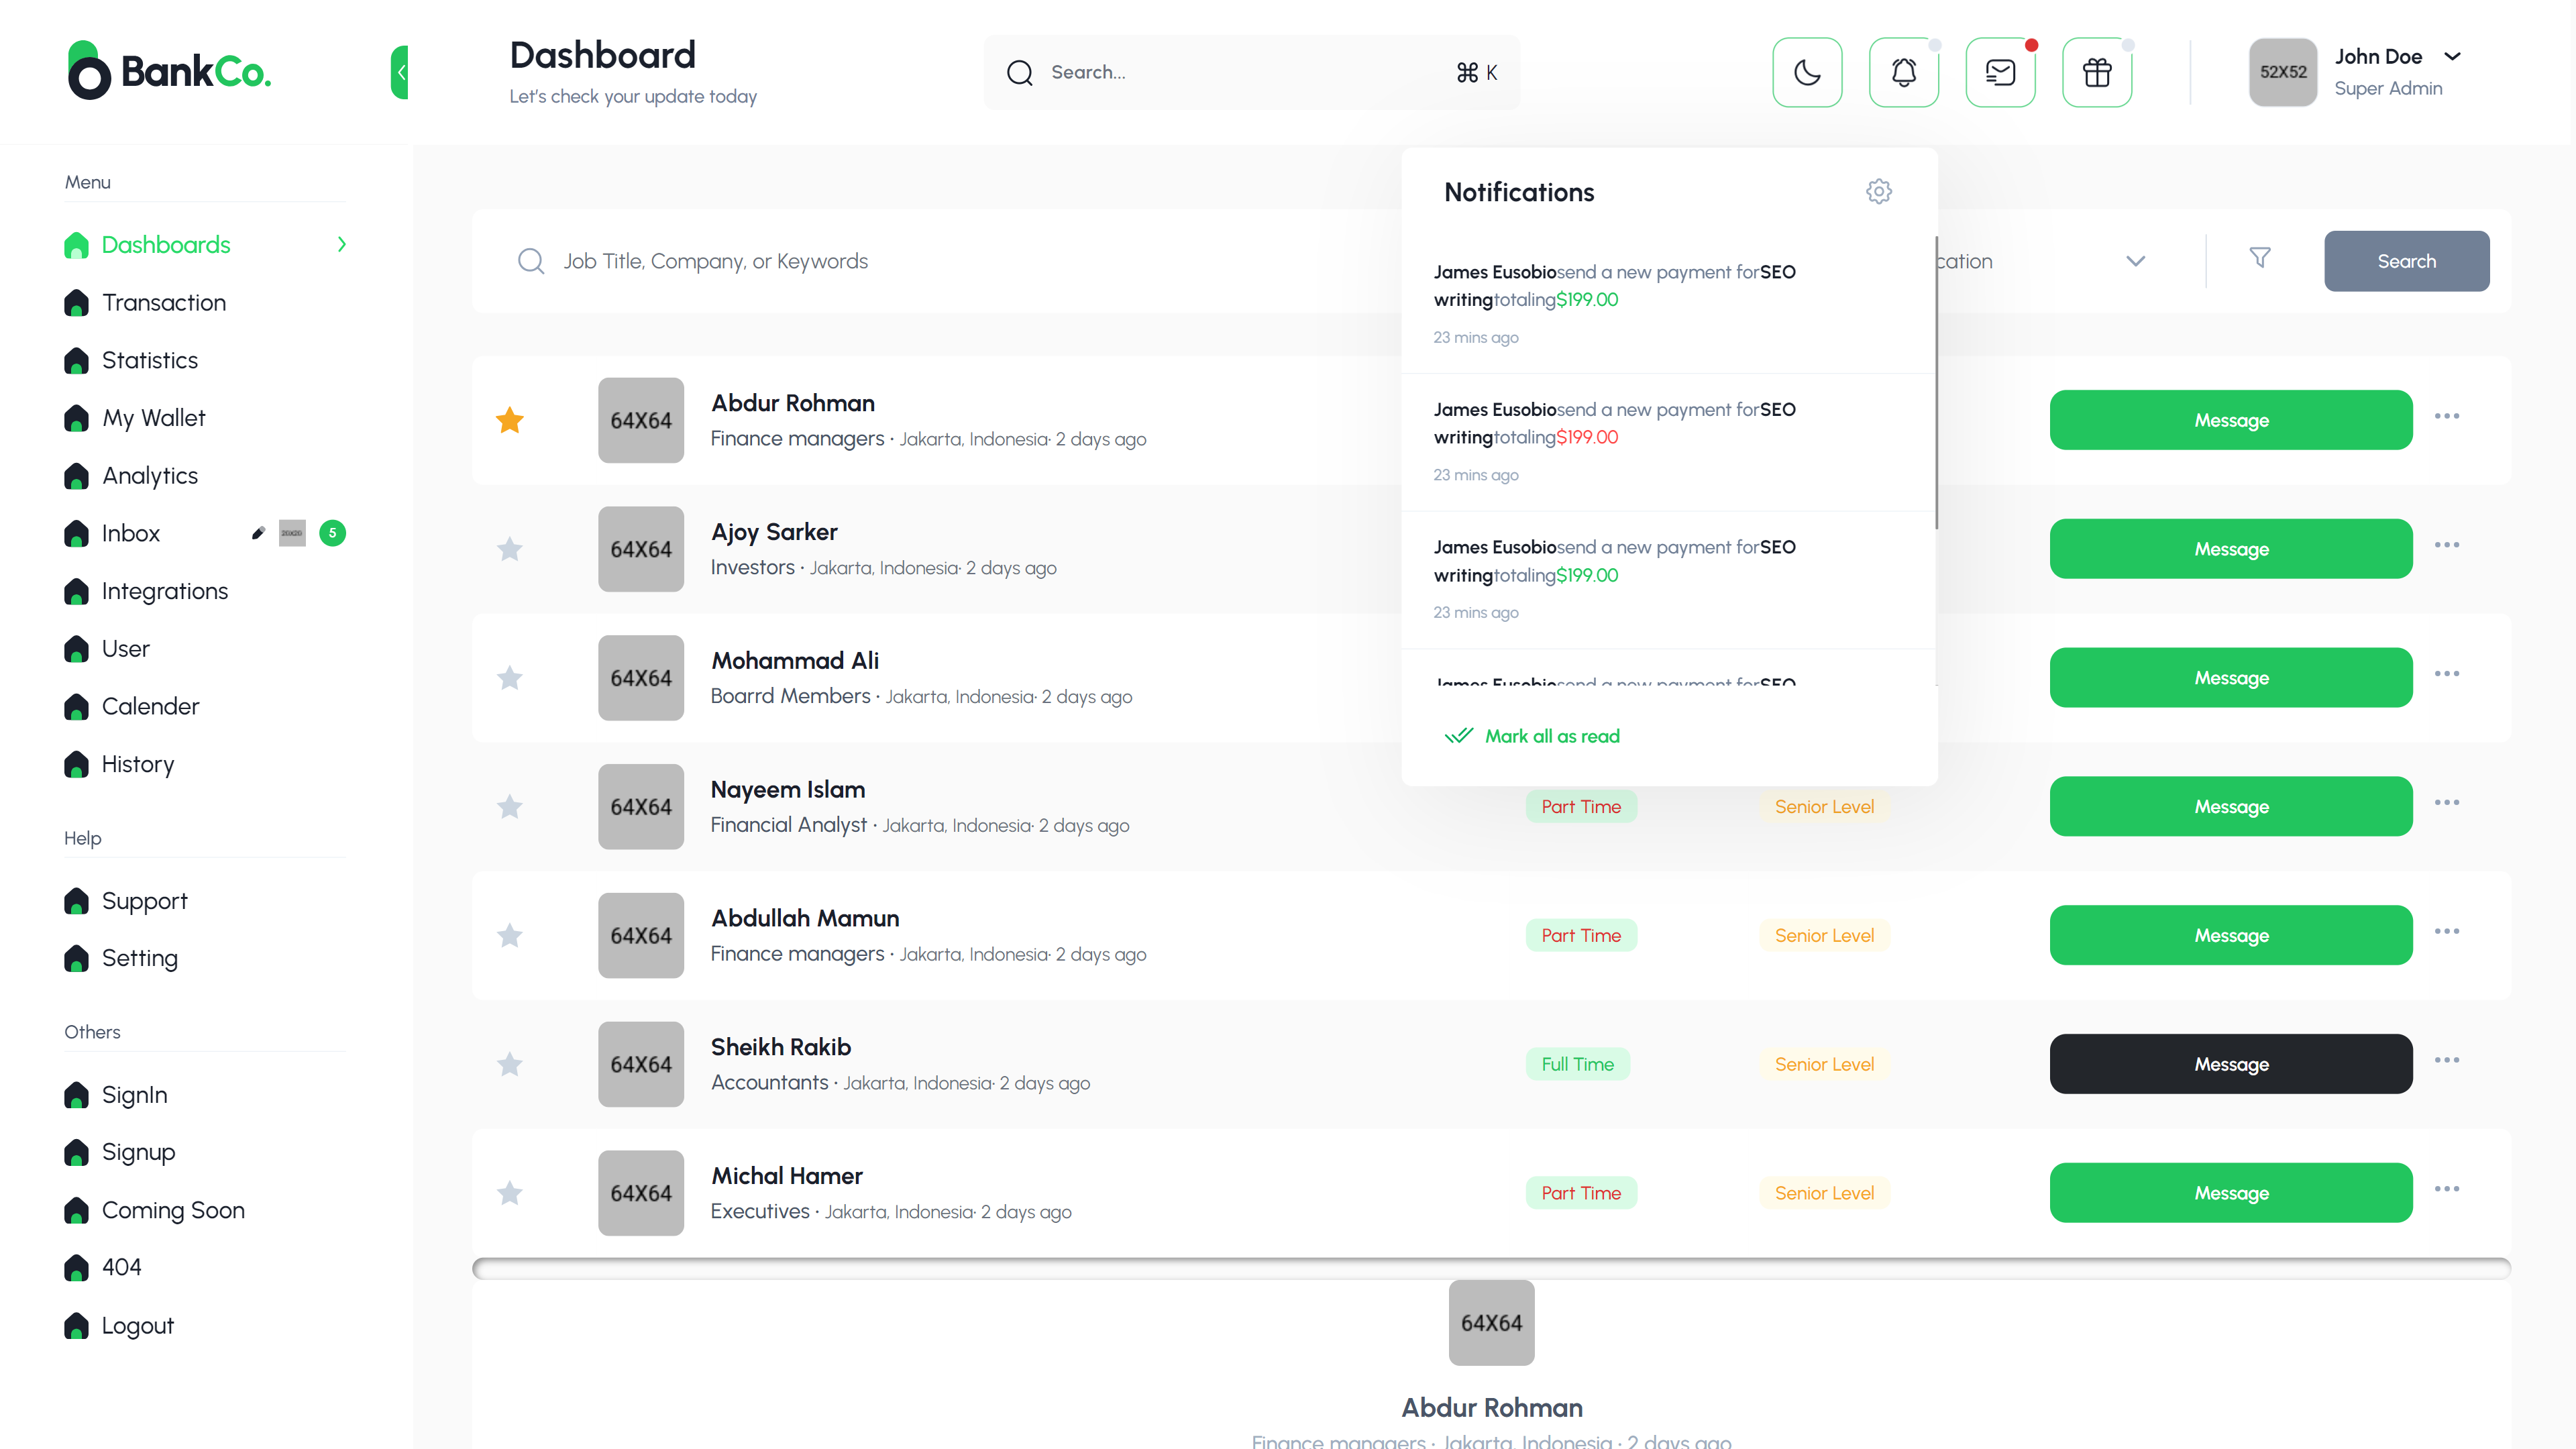 BankCo.
Dashboard
Let's check your update today
Search...
⌘ K
52X52
John Doe
Super Admin
Menu
Dashboards
Transaction
Statistics
My Wallet
Analytics
Inbox
5
Integrations
User
Calender
History
Help
Support
Setting
Others
SignIn
Signup
Coming Soon
404
Logout
Job Title, Company, or Keywords
cation
Search
Notifications
James Eusobiosend a new payment forSEO
writingtotaling$199.00
23 mins ago
James Eusobiosend a new payment forSEO
writingtotaling$199.00
23 mins ago
James Eusobiosend a new payment forSEO
writingtotaling$199.00
23 mins ago
James Eusobiosend a new payment forSEO
Mark all as read
64X64
Abdur Rohman
Finance managers · Jakarta, Indonesia· 2 days ago
Message
64X64
Ajoy Sarker
Investors · Jakarta, Indonesia· 2 days ago
Message
64X64
Mohammad Ali
Boarrd Members · Jakarta, Indonesia· 2 days ago
Message
64X64
Nayeem Islam
Financial Analyst · Jakarta, Indonesia· 2 days ago
Part Time
Senior Level
Message
64X64
Abdullah Mamun
Finance managers · Jakarta, Indonesia· 2 days ago
Part Time
Senior Level
Message
64X64
Sheikh Rakib
Accountants · Jakarta, Indonesia· 2 days ago
Full Time
Senior Level
Message
64X64
Michal Hamer
Executives · Jakarta, Indonesia· 2 days ago
Part Time
Senior Level
Message
64X64
Abdur Rohman
Finance managers · Jakarta, Indonesia · 2 days ago